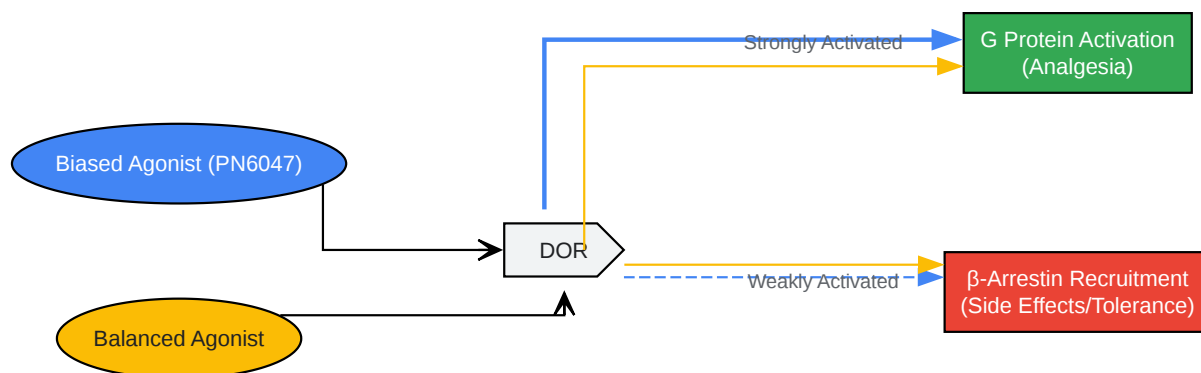 Strongly Activated
G Protein Activation
(Analgesia)
Biased Agonist (PN6047)
DOR
Weakly Activated
β-Arrestin Recruitment
(Side Effects/Tolerance)
Balanced Agonist